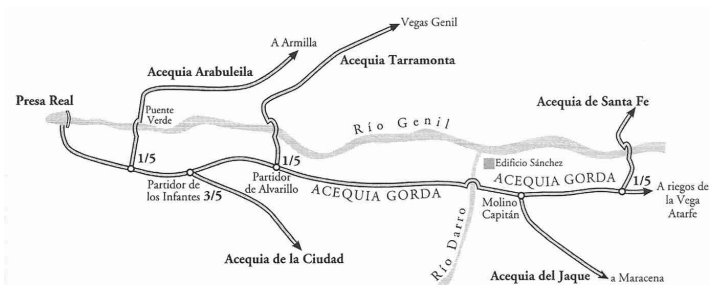 Vegas Genil
A Armilla
Acequia Tarramonta
Acequia Arabuleila
Presa Real
Puente
Verde
Acequia de Santa Fe
Río Genil
1/5
1/5
Edificio Sánchez
Partidor de
los Infantes
3/5
Partidor
de Alvarillo
ACEQUIA GORDA
ACEQUIA GORDA
1/5
A riegos de
la Vega
Atarfe
Molino
Capitán
Río Darro
Acequia de la Ciudad
Acequia del Jaque
a Maracena